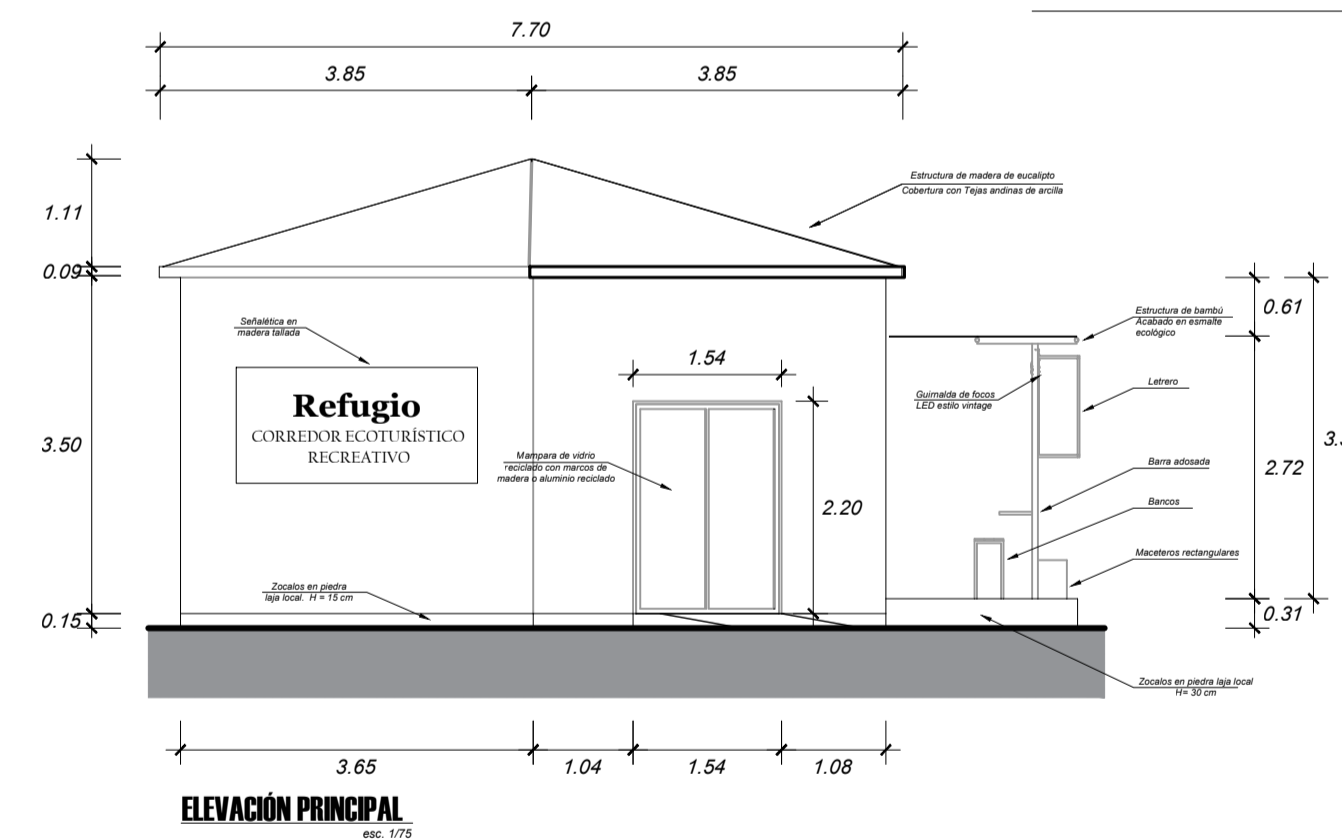 7.70
3.85
3.85
1.11
0.09
3.50
0.15
Estructura de madera de eucalipto
Cobertura con Tejas andinas de arcilla
Señalética en
madera tallada
Refugio
CORREDOR ECOTURÍSTICO
RECREATIVO
1.54
Mampara de vidrio
reciclado con marcos de
madera o aluminio reciclado
2.20
Zocalos en piedra
laja local. H = 15 cm
Estructura de bambú
Acabado en esmalte
ecológico
Guirnalda de focos
LED estilo vintage
Letrero
Barra adosada
Bancos
Maceteros rectangulares
Zocalos en piedra laja local
H= 30 cm
0.61
2.72
0.31
3.65
1.04
1.54
1.08
ELEVACIÓN PRINCIPAL
esc. 1/75